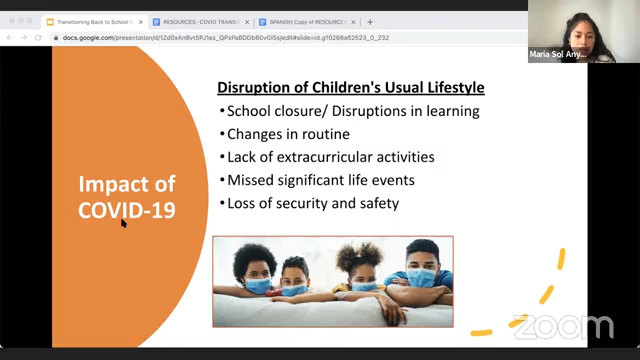 Transitioning Back to School
RESOURCES- COVID TRANSIT
SPANISH Copy of RESOURCE
docs.google.com/presentation/d/1Zd0xAnBvt5PJ1es_QPxPaBDDb80vGI5s/edit#slide=id.g10266a52523_0_232
Maria Sol Any...
Disruption of Children's Usual Lifestyle
•School closure/ Disruptions in learning
•Changes in routine
•Lack of extracurricular activities
•Missed significant life events
•Loss of security and safety
Impact of
COVID-19
zoom